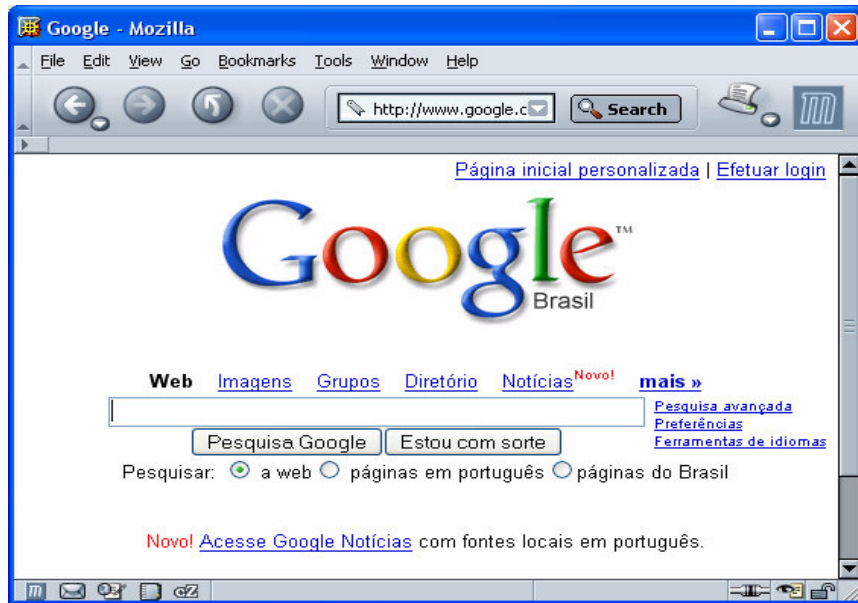 Google - Mozilla
File Edit View Go Bookmarks Tools Window Help
http://www.google.c Search
Página inicial personalizada | Efetuar login
Google™
Brasil
Web Imagens Grupos Diretório Notícias Novo! mais »
Pesquisa avançada
Preferências
Ferramentas de idiomas
Pesquisa Google Estou com sorte
Pesquisar: a web páginas em português páginas do Brasil
Novo! Acesse Google Notícias com fontes locais em português.